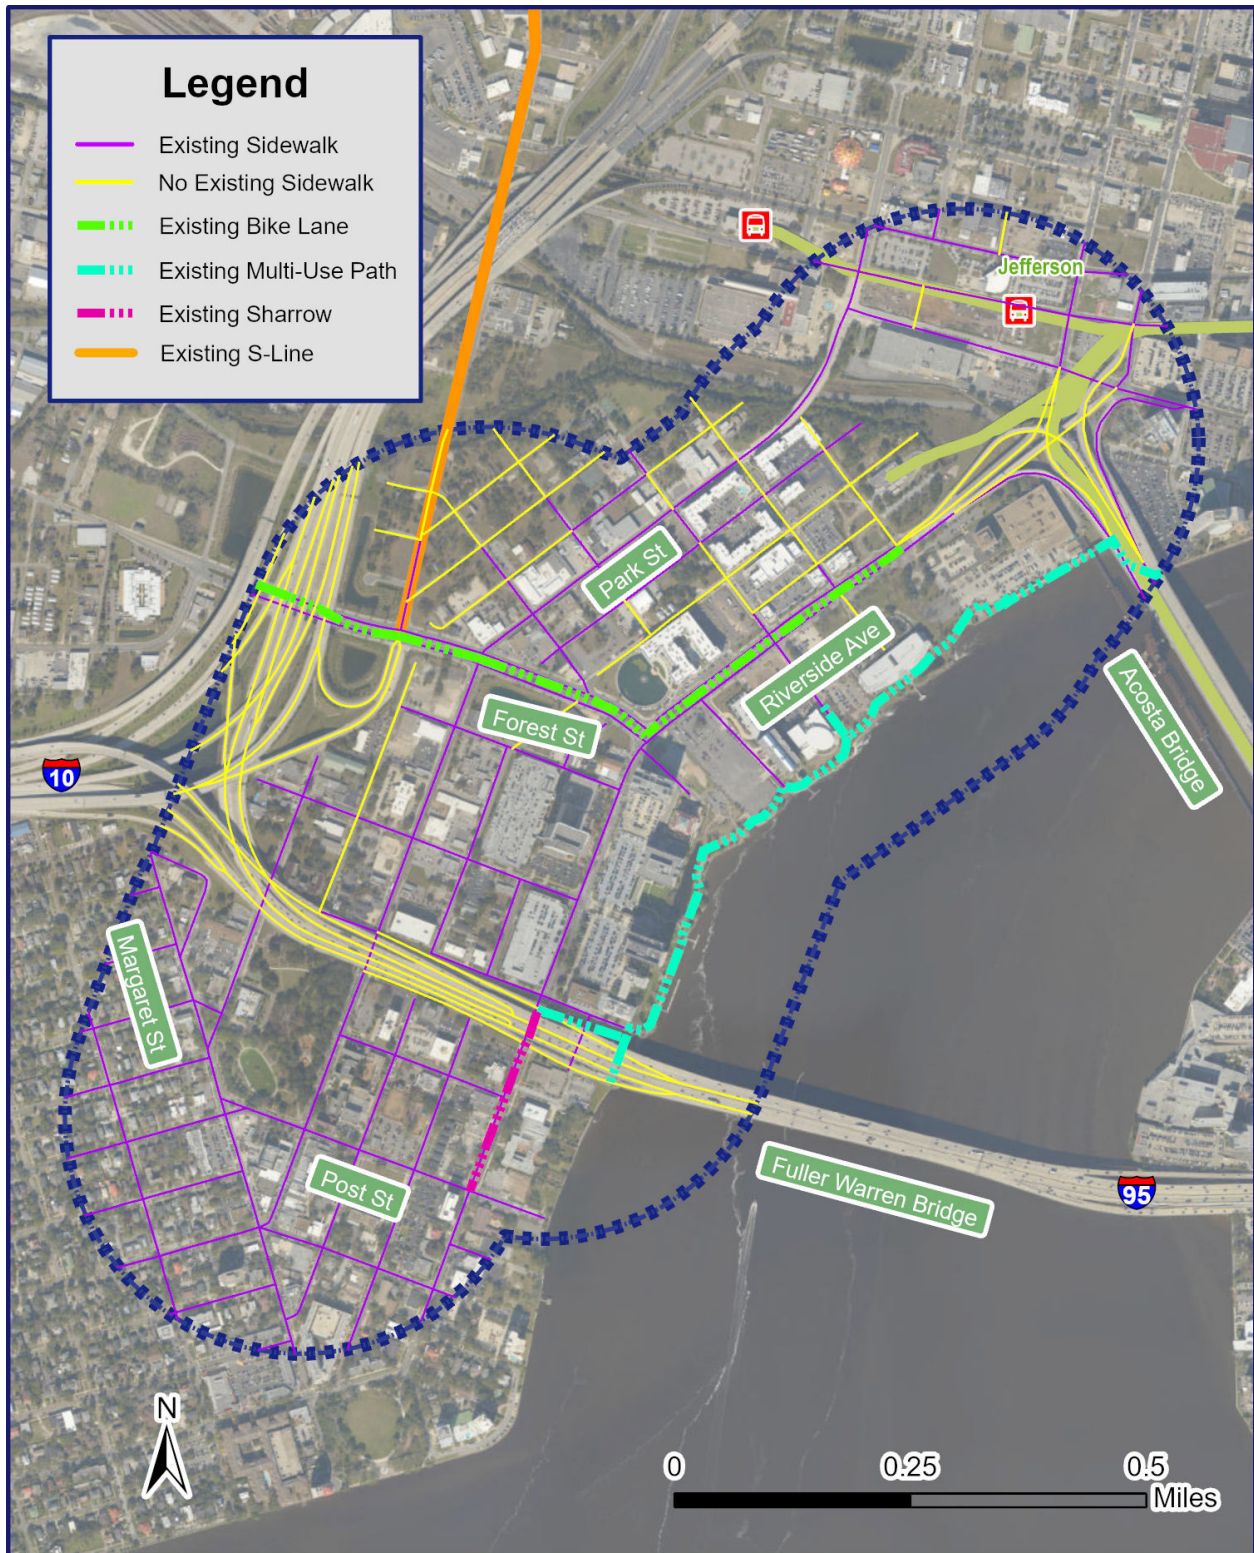 Legend
Existing Sidewalk
No Existing Sidewalk
Existing Bike Lane
Existing Multi-Use Path
Existing Sharrow
Existing S-Line
Jefferson
Park St
Riverside Ave
Forest St
Acosta Bridge
10
Margaret St
Post St
Fuller Warren Bridge
95
N
0 0.25 0.5
Miles